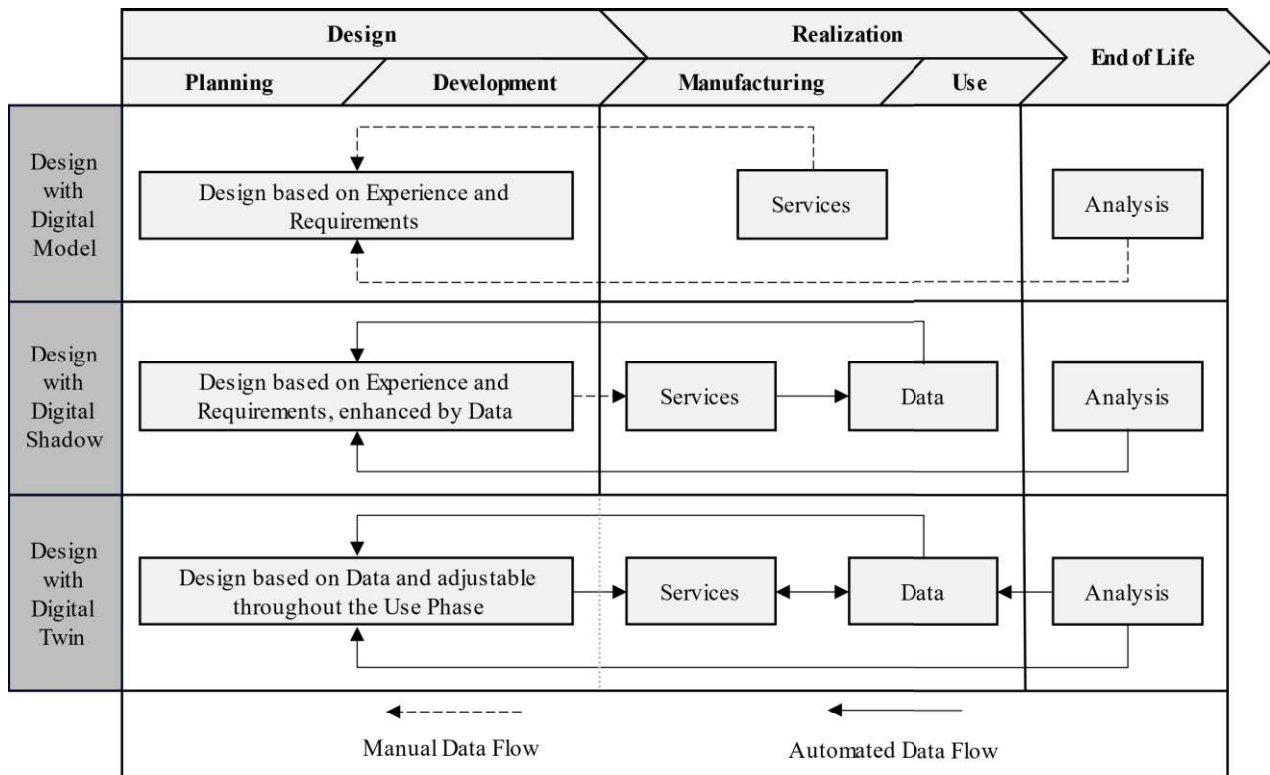 Design
Realization
End of Life
Planning
Development
Manufacturing
Use
Design
with
Digital
Model
Design based on Experience and
Requirements
Services
Analysis
Design
with
Digital
Shadow
Design based on Experience and
Requirements, enhanced by Data
Services
Data
Analysis
Design
with
Digital
Twin
Design based on Data and adjustable
throughout the Use Phase
Services
Data
Analysis
Manual Data Flow
Automated Data Flow